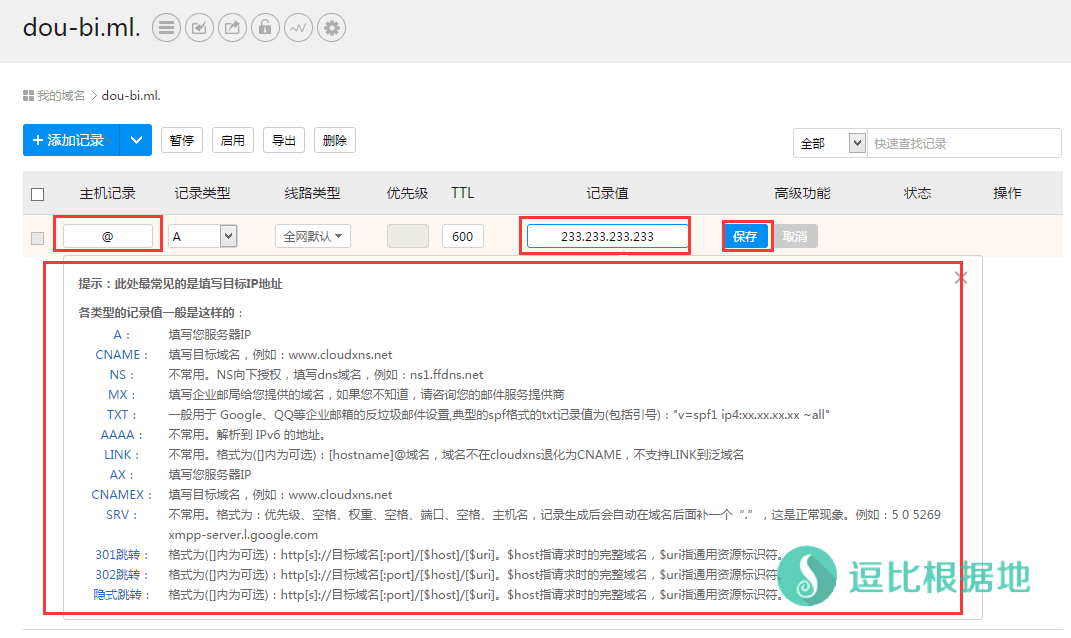 dou-bi.ml.
我的域名 > dou-bi.ml.
+ 添加记录 暂停 启用 导出 删除 全部 快速查找记录
主机记录 记录类型 线路类型 优先级 TTL 记录值 高级功能 状态 操作
@ A 全网默认 600 233.233.233.233 保存 取消
提示：此处最常见的是填写目标IP地址
各类型的记录值一般是这样的：
A： 填写您服务器IP
CNAME： 填写目标域名，例如：www.cloudxns.net
NS： 不常用。NS向下授权，填写dns域名，例如：ns1.ffdns.net
MX： 填写企业邮局给您提供的域名，如果您不知道，请咨询您的邮件服务提供商
TXT： 一般用于 Google、QQ等企业邮箱的反垃圾邮件设置,典型的spf格式的txt记录值为(包括引号)："v=spf1 ip4:xx.xx.xx.xx ~all"
AAAA： 不常用。解析到 IPv6 的地址。
LINK： 不常用。格式为([]内为可选)：[hostname]@域名，域名不在cloudxns退化为CNAME，不支持LINK到泛域名
AX： 填写您服务器IP
CNAMEX： 填写目标域名，例如：www.cloudxns.net
SRV： 不常用。格式为：优先级、空格、权重、空格、端口、空格、主机名，记录生成后会自动在域名后面补一个“.”，这是正常现象。例如：5 0 5269
xmpp-server.l.google.com
301跳转： 格式为([]内为可选)：http[s]://目标域名[:port]/[$host]/[$uri]。$host指请求时的完整域名，$uri指通用资源标识符。
302跳转： 格式为([]内为可选)：http[s]://目标域名[:port]/[$host]/[$uri]。$host指请求时的完整域名，$uri指通用资源标识符。
隐式跳转： 格式为([]内为可选)：http[s]://目标域名[:port]/[$host]/[$uri]。$host指请求时的完整域名，$uri指通用资源标识符。
逗比根据地